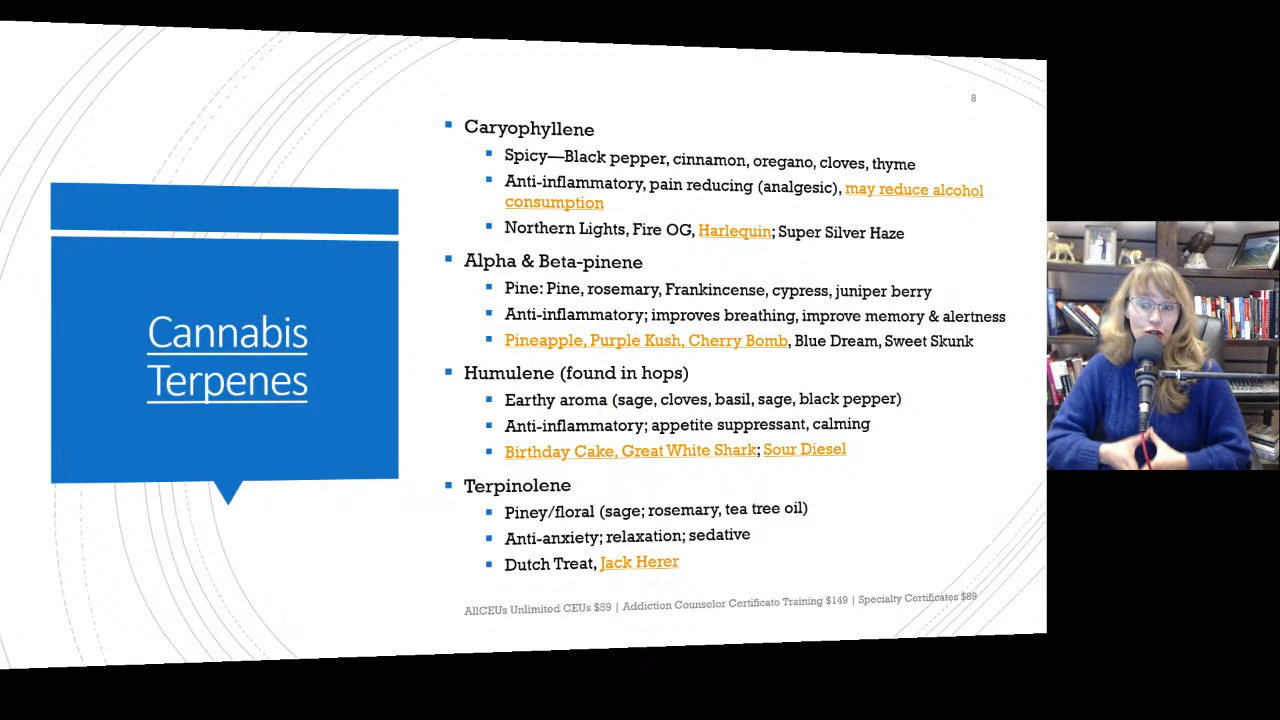 8
Cannabis
Terpenes
Caryophyllene
Spicy—Black pepper, cinnamon, oregano, cloves, thyme
Anti-inflammatory, pain reducing (analgesic), may reduce alcohol
consumption
Northern Lights, Fire OG, Harlequin; Super Silver Haze
Alpha & Beta-pinene
Pine: Pine, rosemary, Frankincense, cypress, juniper berry
Anti-inflammatory; improves breathing, improve memory & alertness
Pineapple, Purple Kush, Cherry Bomb, Blue Dream, Sweet Skunk
Humulene (found in hops)
Earthy aroma (sage, cloves, basil, sage, black pepper)
Anti-inflammatory; appetite suppressant, calming
Birthday Cake, Great White Shark; Sour Diesel
Terpinolene
Piney/floral (sage; rosemary, tea tree oil)
Anti-anxiety; relaxation; sedative
Dutch Treat, Jack Herer
AllCEUs Unlimited CEUs $59 | Addiction Counselor Certificate Training $149 | Specialty Certificates $89